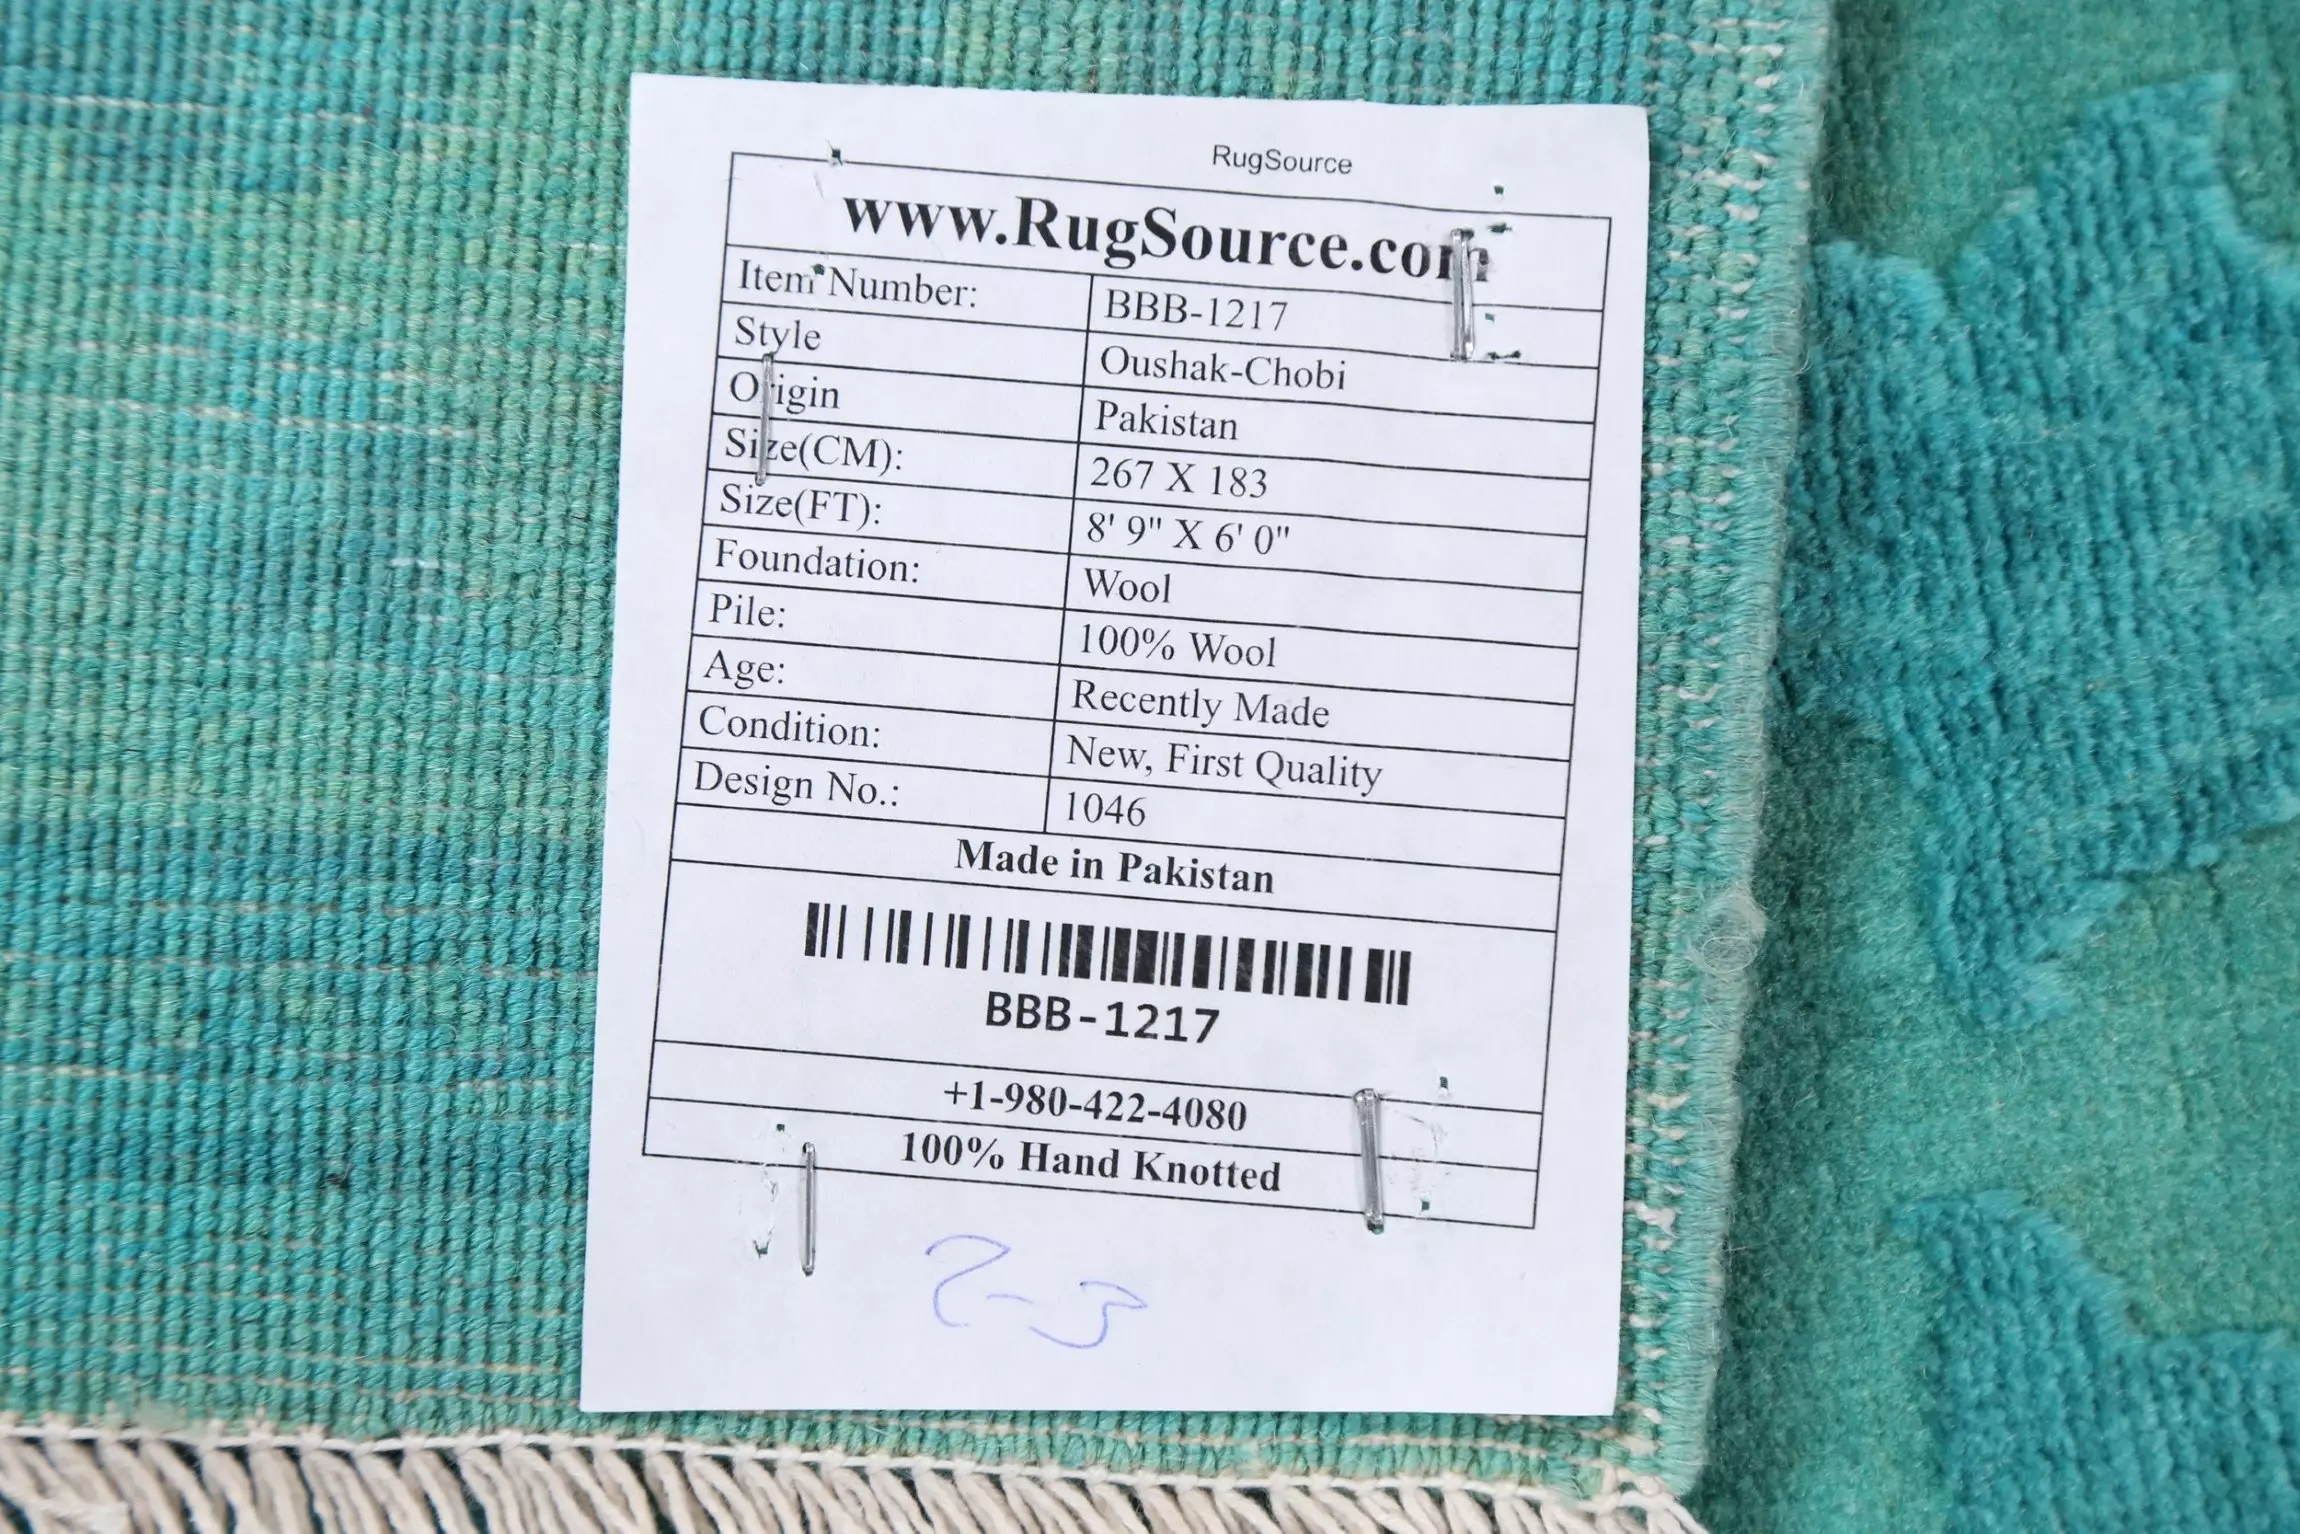 RugSource
www.RugSource.com
Item Number: BBB-1217
Style Oushak-Chobi
Origin Pakistan
Size(CM): 267 X 183
Size(FT): 8' 9" X 6' 0"
Foundation: Wool
Pile: 100% Wool
Age: Recently Made
Condition: New, First Quality
Design No.: 1046
Made in Pakistan
BBB-1217
+1-980-422-4080
100% Hand Knotted